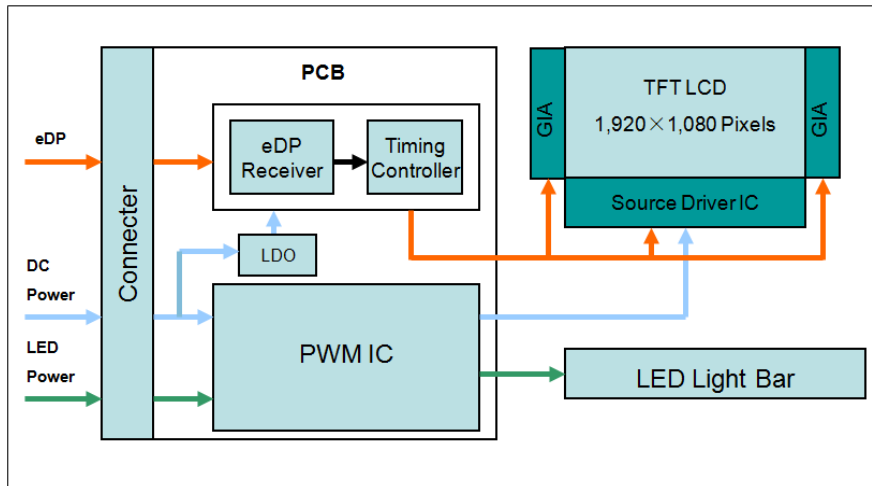 PCB
Connecter
eDP
DC
Power
LED
Power
eDP
Receiver
Timing
Controller
LDO
PWM IC
GIA
TFT LCD
1,920×1,080 Pixels
GIA
Source Driver IC
LED Light Bar